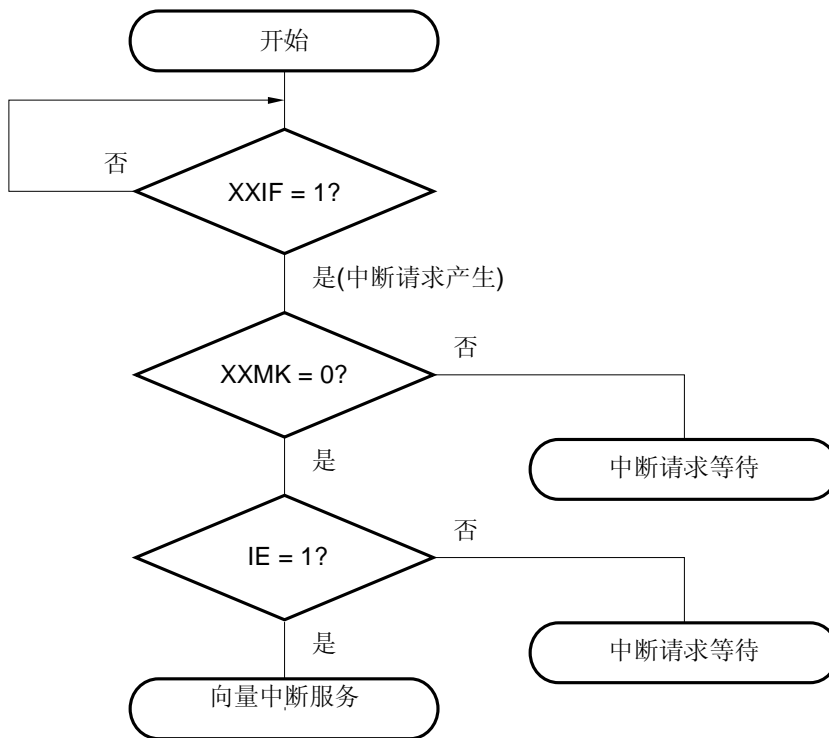 开始
否
XXIF = 1?
是(中断请求产生)
否
XXMK = 0?
中断请求等待
是
否
IE = 1?
中断请求等待
是
向量中断服务